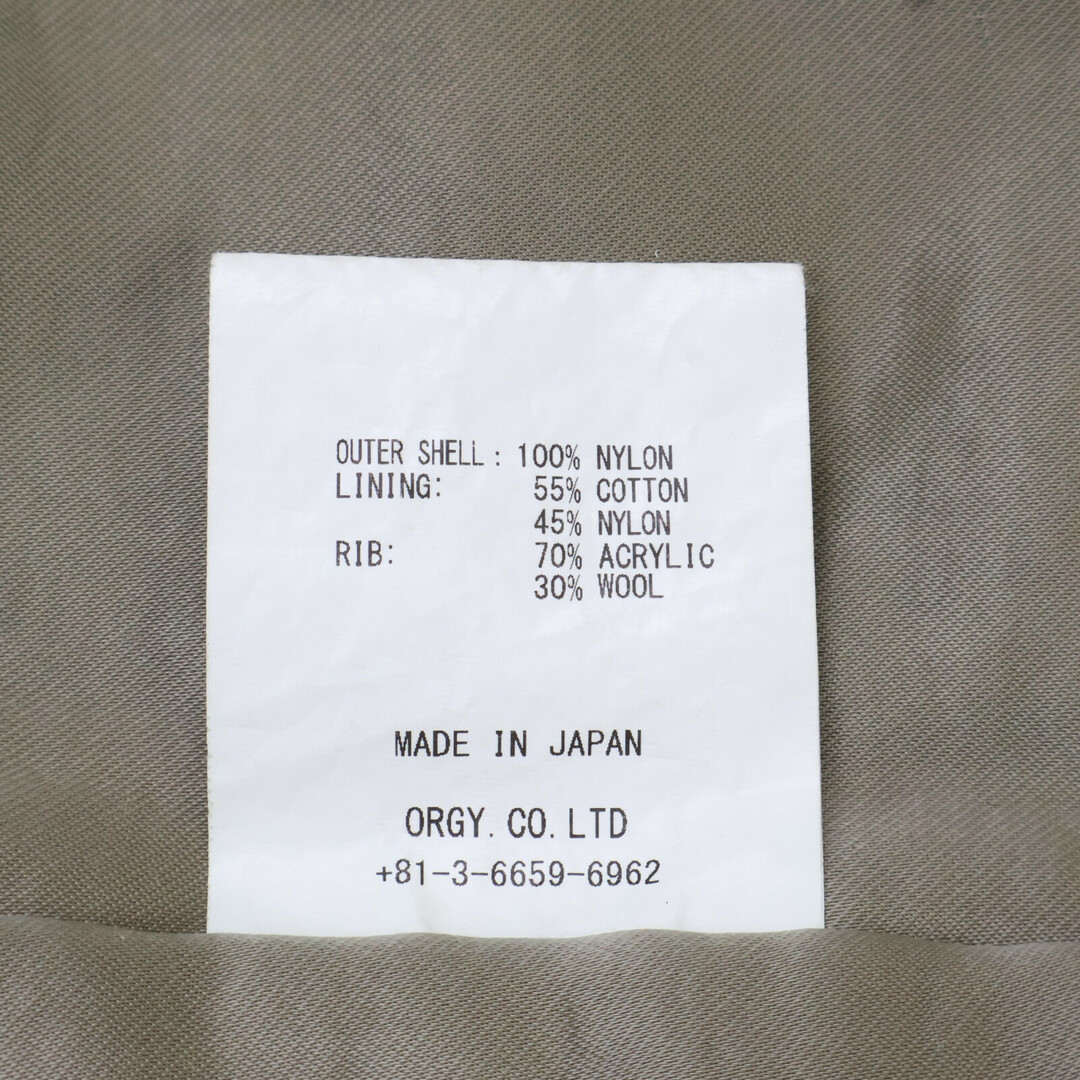 OUTER SHELL: 100% NYLON
LINING: 55% COTTON
45% NYLON
RIB: 70% ACRYLIC
30% WOOL
MADE IN JAPAN
ORGY.CO.LTD
+81-3-6659-6962